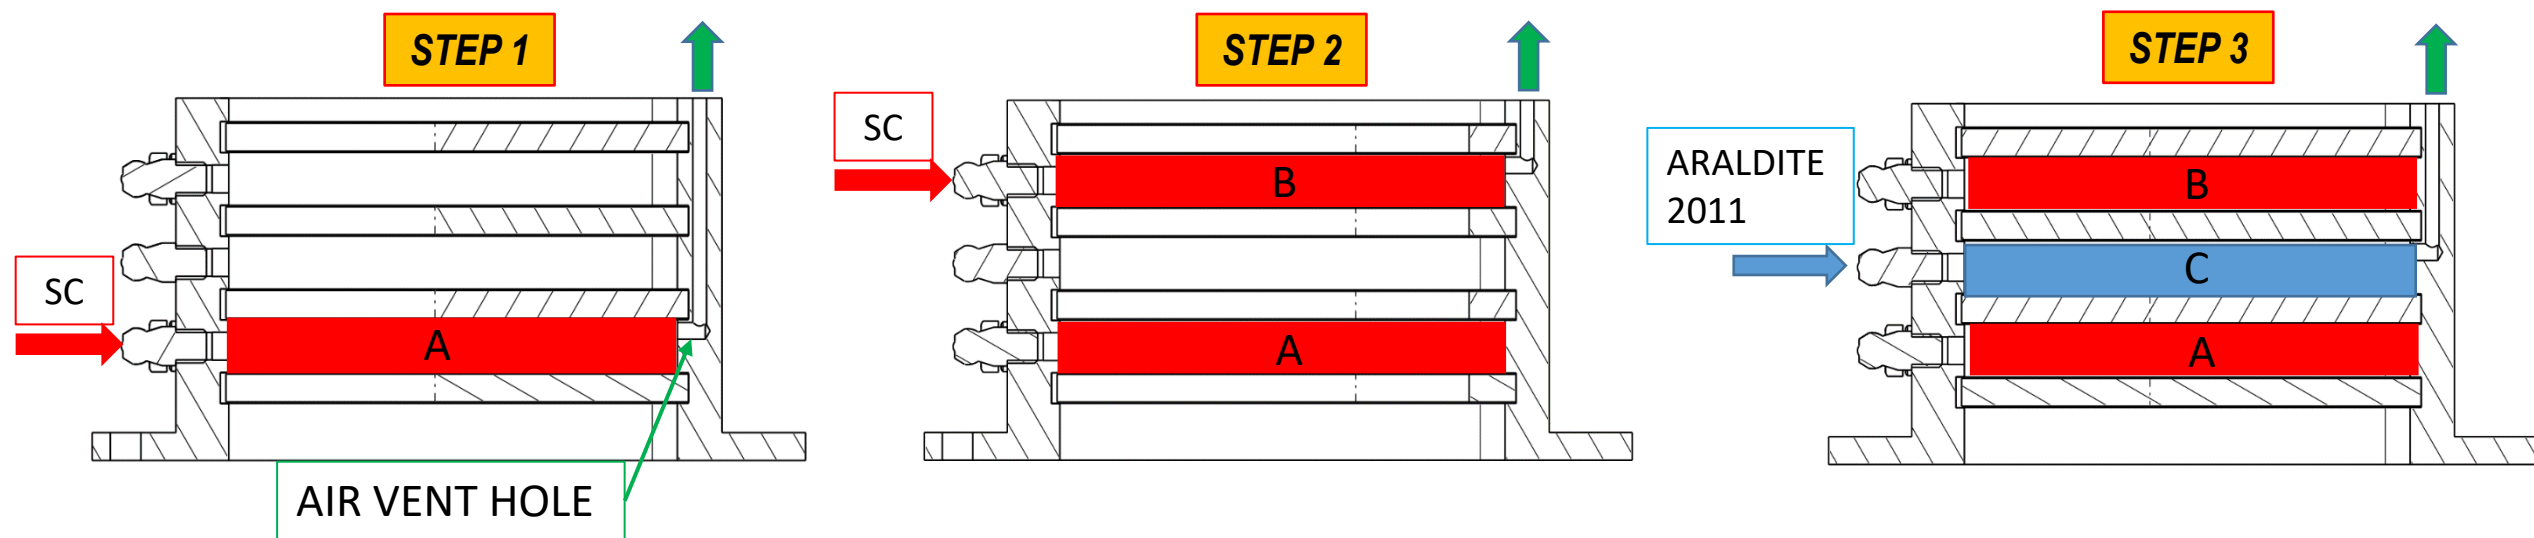 STEP 1
SC
A
AIR VENT HOLE
STEP 2
SC
B
A
STEP 3
ARALDITE
2011
B
C
A